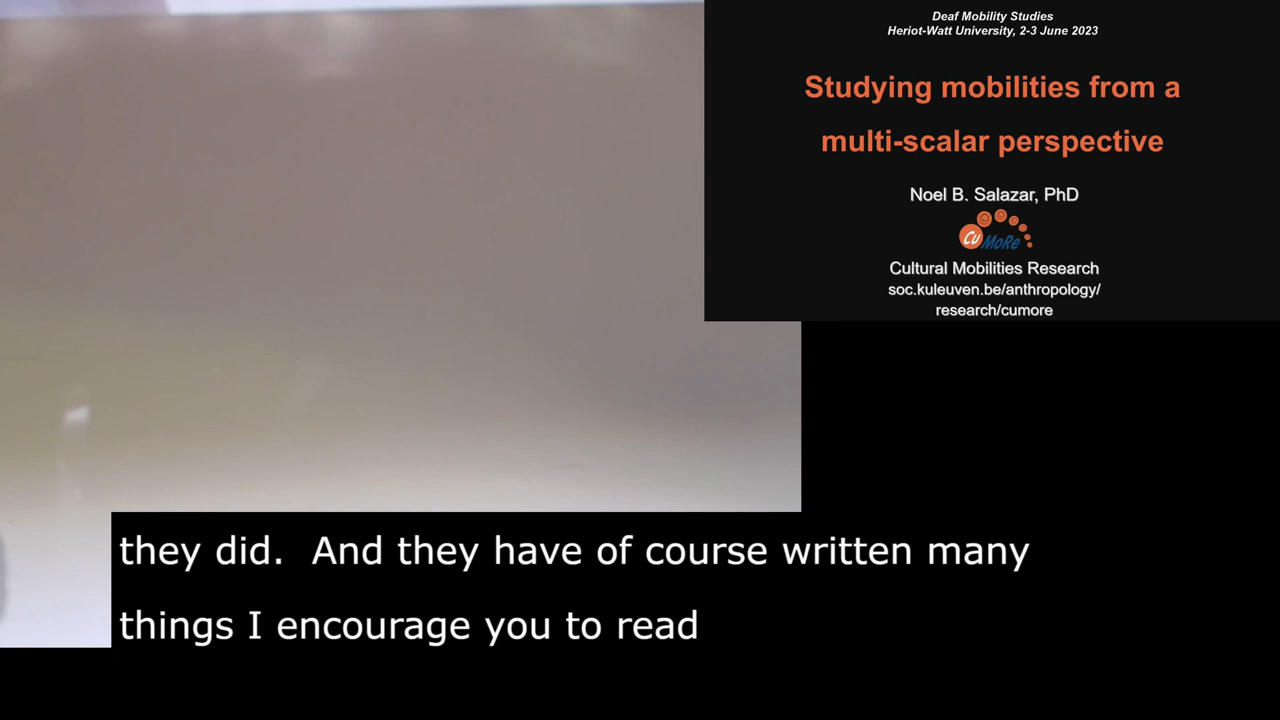 Deaf Mobility Studies
Heriot-Watt University, 2-3 June 2023
Studying mobilities from a
multi-scalar perspective
Noel B. Salazar, PhD
Cu MoRe
Cultural Mobilities Research
soc.kuleuven.be/anthropology/
research/cumore
they did.  And they have of course written many
things I encourage you to read